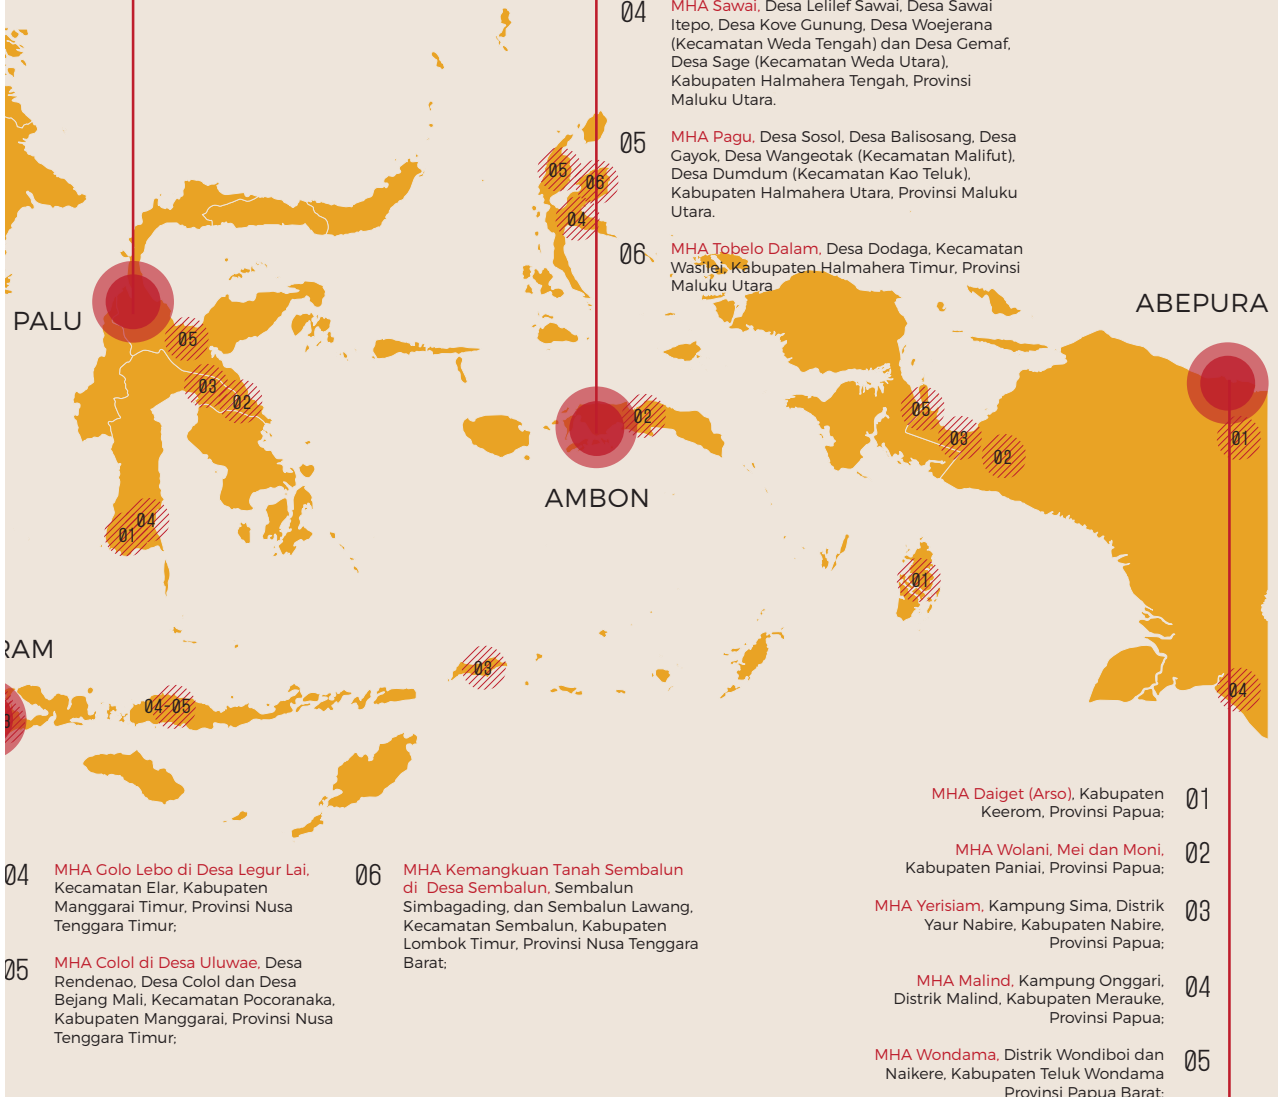 04
MHA Sawai, Desa Lelilef Sawai, Desa Sawai
Itepo, Desa Kove Gunung, Desa Woejerana
(Kecamatan Weda Tengah) dan Desa Gemaf,
Desa Sage (Kecamatan Weda Utara),
Kabupaten Halmahera Tengah, Provinsi
Maluku Utara.
05
MHA Pagu, Desa Sosol, Desa Balisosang, Desa
Gayok, Desa Wangeotak (Kecamatan Malifut),
Desa Dumdum (Kecamatan Kao Teluk),
Kabupaten Halmahera Utara, Provinsi Maluku
Utara.
06
MHA Tobelo Dalam, Desa Dodaga, Kecamatan
Wasilei, Kabupaten Halmahera Timur, Provinsi
Maluku Utara
05
06
04
PALU
ABEPURA
05
03
02
02
05
03
02
01
AMBON
04
01
01
RAM
03
04-05
04
3
MHA Daiget (Arso), Kabupaten
Keerom, Provinsi Papua;
01
MHA Wolani, Mei dan Moni,
Kabupaten Paniai, Provinsi Papua;
02
MHA Yerisiam, Kampung Sima, Distrik
Yaur Nabire, Kabupaten Nabire,
Provinsi Papua;
03
MHA Malind, Kampung Onggari,
Distrik Malind, Kabupaten Merauke,
Provinsi Papua;
04
MHA Wondama, Distrik Wondiboi dan
Naikere, Kabupaten Teluk Wondama
Provinsi Papua Barat;
05
04
MHA Golo Lebo di Desa Legur Lai,
Kecamatan Elar, Kabupaten
Manggarai Timur, Provinsi Nusa
Tenggara Timur;
05
MHA Colol di Desa Uluwae, Desa
Rendenao, Desa Colol dan Desa
Bejang Mali, Kecamatan Pocoranaka,
Kabupaten Manggarai, Provinsi Nusa
Tenggara Timur;
06
MHA Kemangkuan Tanah Sembalun
di Desa Sembalun, Sembalun
Simbagading, dan Sembalun Lawang,
Kecamatan Sembalun, Kabupaten
Lombok Timur, Provinsi Nusa Tenggara
Barat;